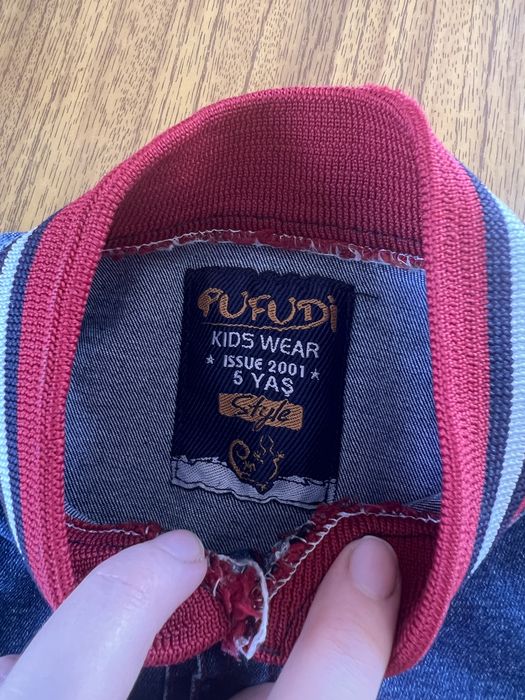 PUFUDİ
KIDS WEAR
ISSUE 2001
5 YAŞ
Style